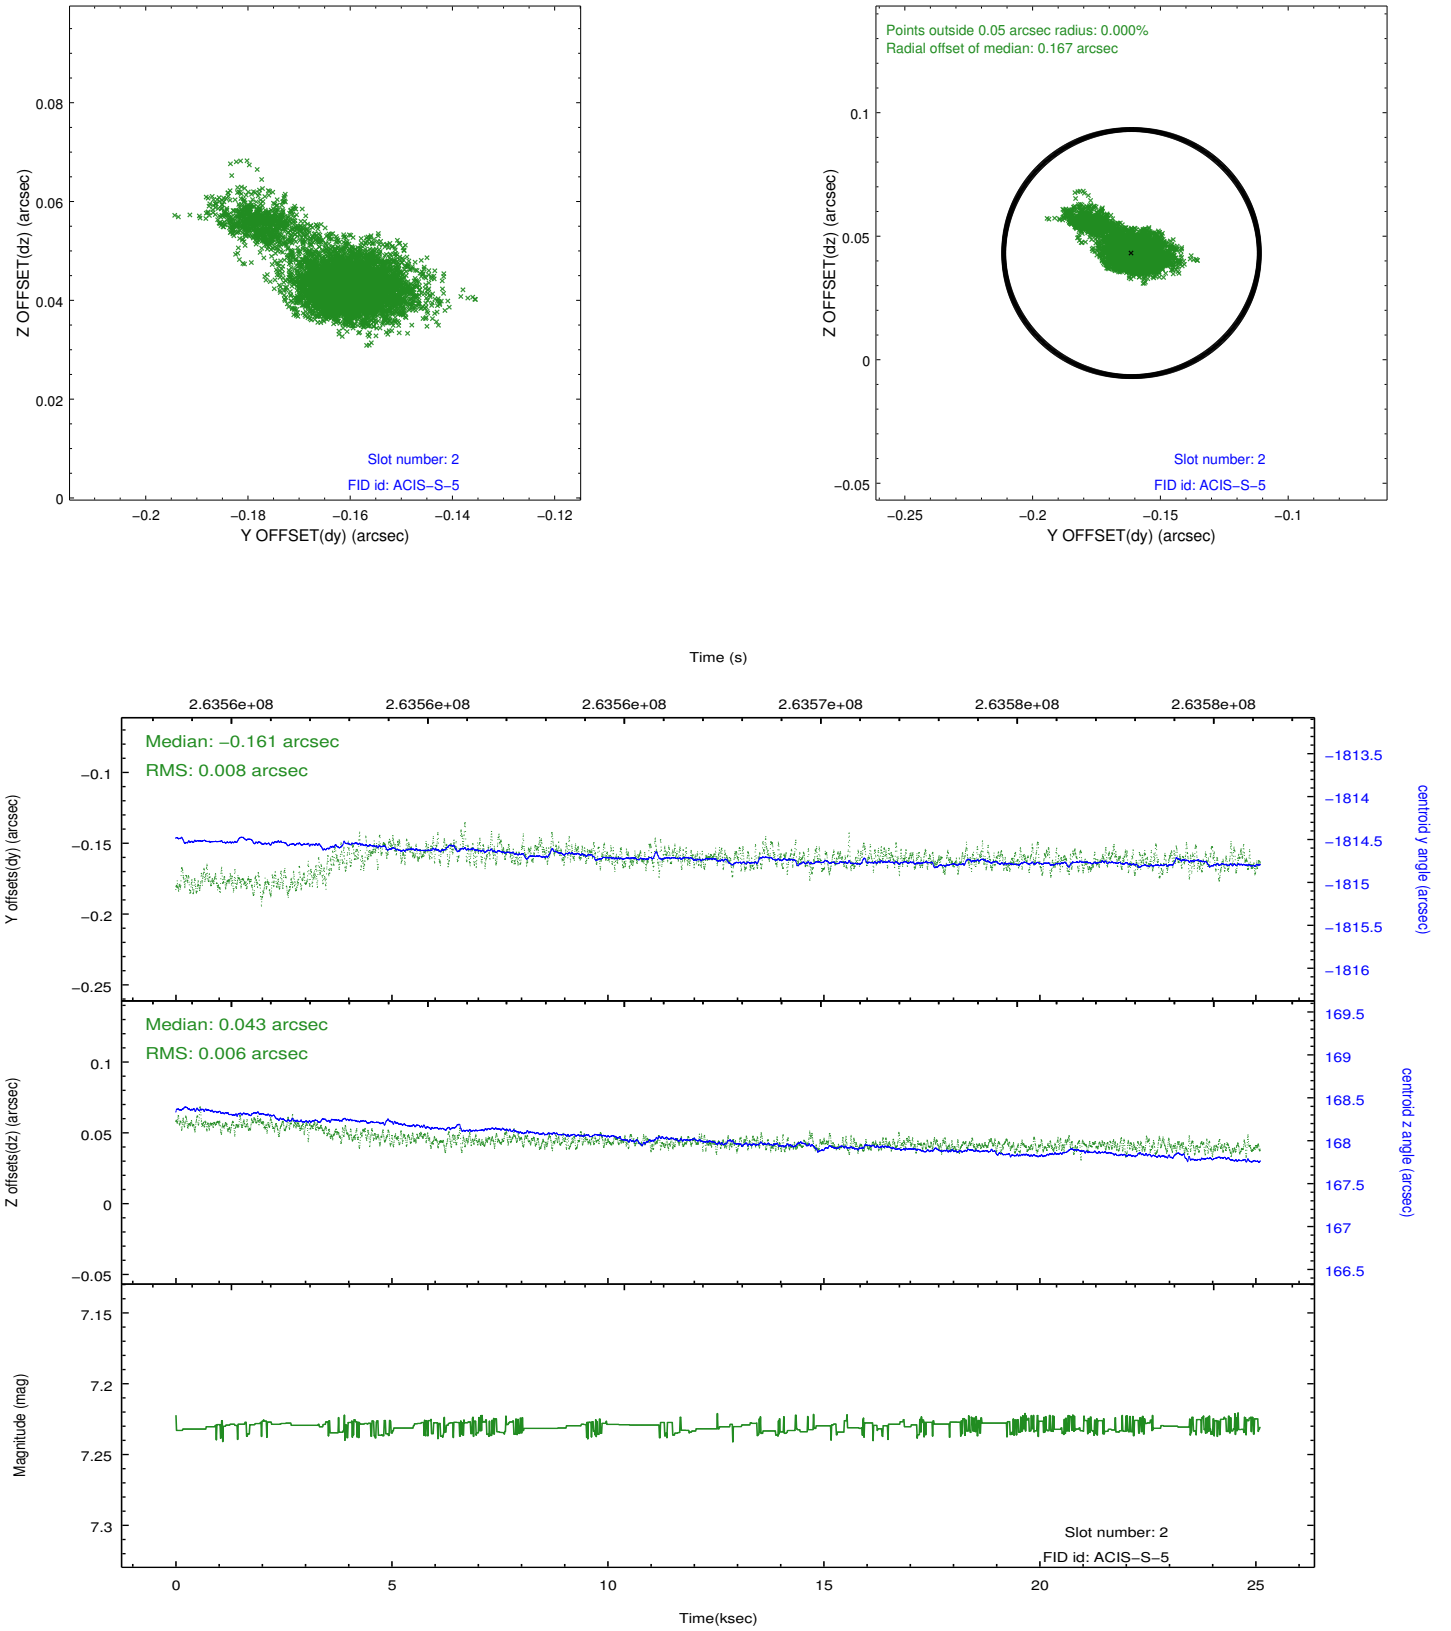 0.08
0.06
0.04
0.02
0
Z OFFSET(dz) (arcsec)
Slot number: 2
FID id: ACIS−S−5
−0.2
−0.18
−0.16
−0.14
−0.12
Y OFFSET(dy) (arcsec)
Points outside 0.05 arcsec radius: 0.000%
Radial offset of median: 0.167 arcsec
0.1
0.05
0
−0.05
Z OFFSET(dz) (arcsec)
Slot number: 2
FID id: ACIS−S−5
−0.25
−0.2
−0.15
−0.1
Y OFFSET(dy) (arcsec)
Time (s)
2.6356e+08
2.6356e+08
2.6356e+08
2.6357e+08
2.6358e+08
2.6358e+08
Median: −0.161 arcsec
RMS: 0.008 arcsec
−0.1
−0.15
−0.2
−0.25
Y offsets(dy) (arcsec)
−1813.5
−1814
−1814.5
−1815
−1815.5
−1816
centroid y angle (arcsec)
Median: 0.043 arcsec
RMS: 0.006 arcsec
0.1
0.05
0
−0.05
Z offsets(dz) (arcsec)
169.5
169
168.5
168
167.5
167
166.5
centroid z angle (arcsec)
7.15
7.2
7.25
7.3
Magnitude (mag)
Slot number: 2
FID id: ACIS−S−5
0
5
10
15
20
25
Time(ksec)